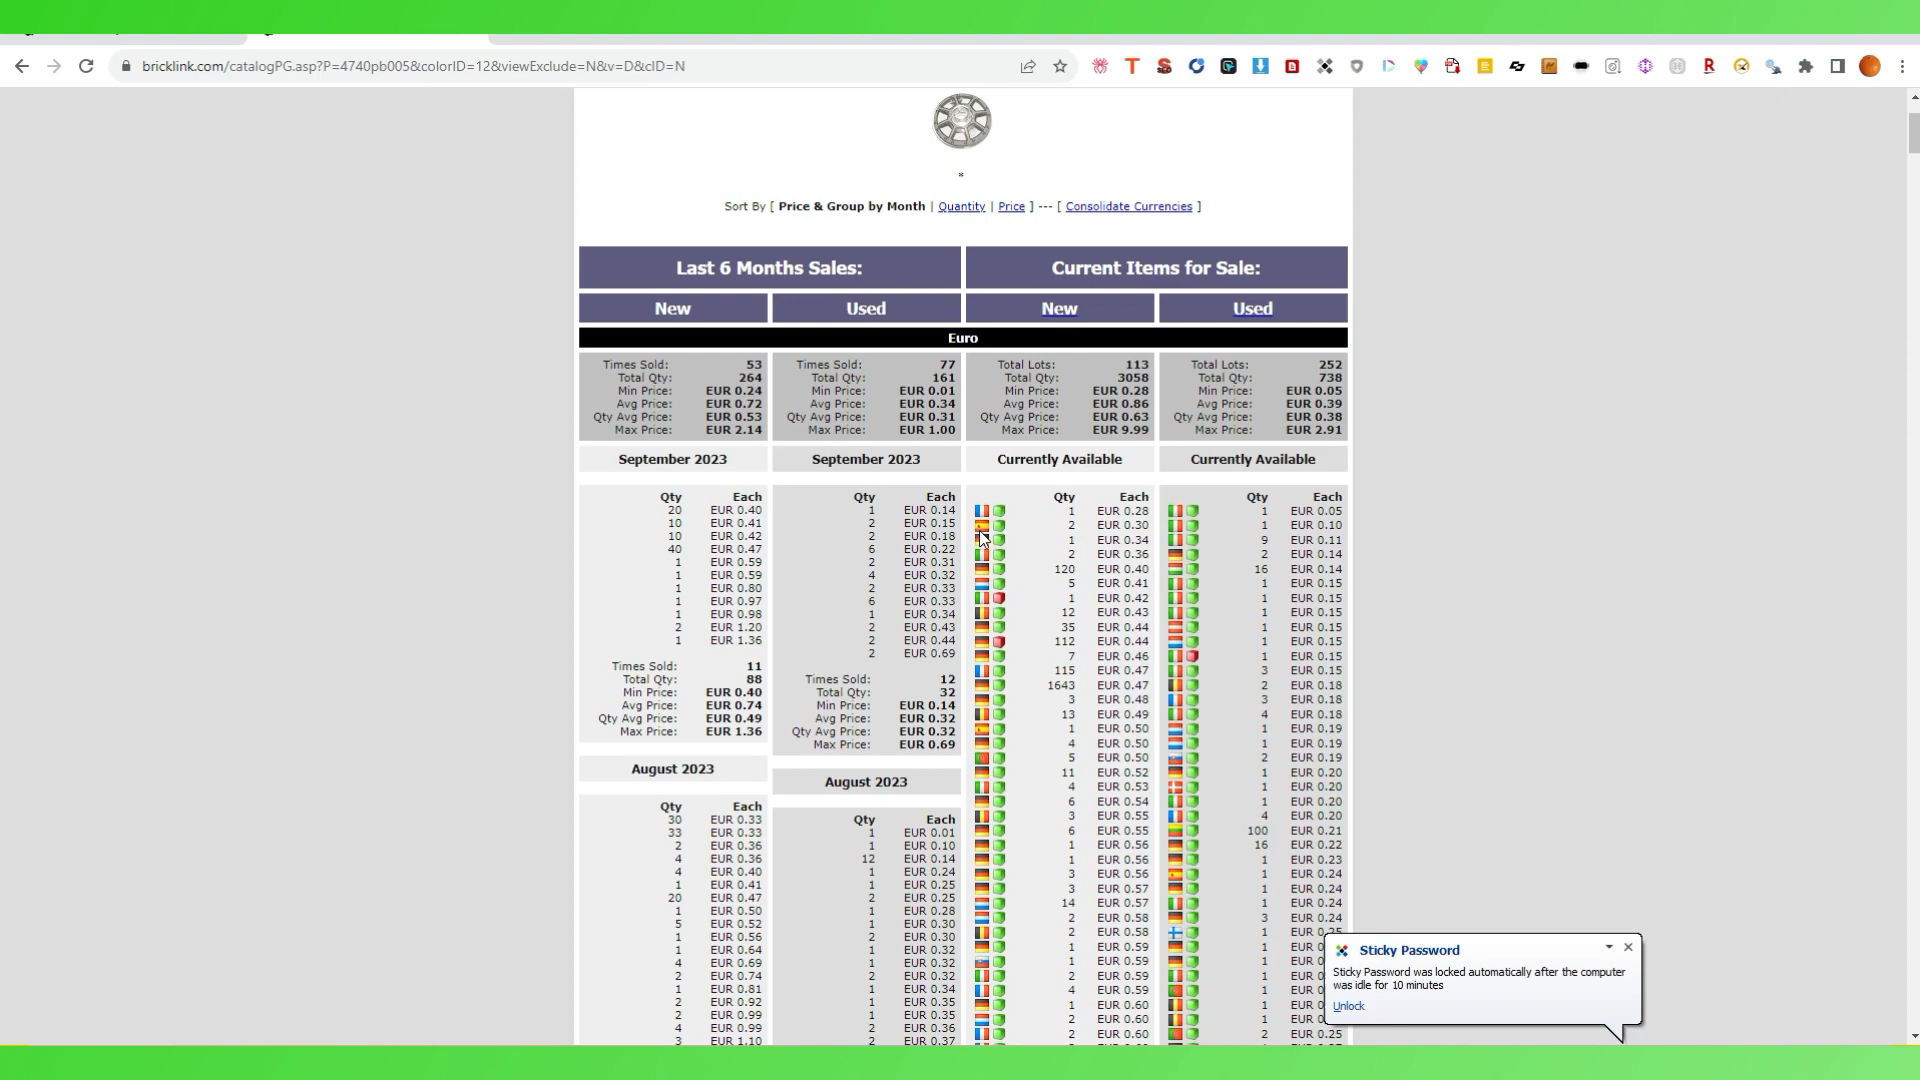 bricklink.com/catalogPG.asp?P=4740pb005&colorID=12&viewExclude=N&v=D&cID=N
*
Sort By [ Price & Group by Month | Quantity | Price ] --- [ Consolidate Currencies ]
Last 6 Months Sales: Current Items for Sale:
New Used New Used
Euro
Times Sold: 53 Times Sold: 77 Total Lots: 113 Total Lots: 252
Total Qty: 264 Total Qty: 161 Total Qty: 3058 Total Qty: 738
Min Price: EUR 0.24 Min Price: EUR 0.01 Min Price: EUR 0.28 Min Price: EUR 0.05
Avg Price: EUR 0.72 Avg Price: EUR 0.34 Avg Price: EUR 0.86 Avg Price: EUR 0.39
Qty Avg Price: EUR 0.53 Qty Avg Price: EUR 0.31 Qty Avg Price: EUR 0.63 Qty Avg Price: EUR 0.38
Max Price: EUR 2.14 Max Price: EUR 1.00 Max Price: EUR 9.99 Max Price: EUR 2.91
September 2023 September 2023 Currently Available Currently Available
Qty Each
20 EUR 0.40
10 EUR 0.41
10 EUR 0.42
40 EUR 0.47
1 EUR 0.59
1 EUR 0.59
1 EUR 0.80
1 EUR 0.97
1 EUR 0.98
2 EUR 1.20
1 EUR 1.36
Times Sold: 11
Total Qty: 88
Min Price: EUR 0.40
Avg Price: EUR 0.74
Qty Avg Price: EUR 0.49
Max Price: EUR 1.36
August 2023
Qty Each
30 EUR 0.33
33 EUR 0.33
2 EUR 0.36
4 EUR 0.36
4 EUR 0.40
1 EUR 0.41
20 EUR 0.47
1 EUR 0.50
5 EUR 0.52
1 EUR 0.56
1 EUR 0.64
4 EUR 0.69
2 EUR 0.74
1 EUR 0.81
2 EUR 0.92
2 EUR 0.99
4 EUR 0.99
3 EUR 1.10
Qty Each
1 EUR 0.14
2 EUR 0.15
2 EUR 0.18
6 EUR 0.22
2 EUR 0.31
4 EUR 0.32
2 EUR 0.33
6 EUR 0.33
1 EUR 0.34
2 EUR 0.43
2 EUR 0.44
2 EUR 0.69
Times Sold: 12
Total Qty: 32
Min Price: EUR 0.14
Avg Price: EUR 0.32
Qty Avg Price: EUR 0.32
Max Price: EUR 0.69
August 2023
Qty Each
1 EUR 0.01
1 EUR 0.10
12 EUR 0.14
1 EUR 0.24
1 EUR 0.25
2 EUR 0.25
1 EUR 0.28
1 EUR 0.30
2 EUR 0.30
1 EUR 0.32
1 EUR 0.32
2 EUR 0.32
1 EUR 0.34
1 EUR 0.35
1 EUR 0.35
2 EUR 0.36
2 EUR 0.37
Qty Each
1 EUR 0.28
2 EUR 0.30
1 EUR 0.34
2 EUR 0.36
120 EUR 0.40
5 EUR 0.41
1 EUR 0.42
12 EUR 0.43
35 EUR 0.44
112 EUR 0.44
7 EUR 0.46
115 EUR 0.47
1643 EUR 0.47
3 EUR 0.48
13 EUR 0.49
1 EUR 0.50
4 EUR 0.50
5 EUR 0.50
11 EUR 0.52
4 EUR 0.53
6 EUR 0.54
3 EUR 0.55
6 EUR 0.55
1 EUR 0.56
1 EUR 0.56
3 EUR 0.56
3 EUR 0.57
14 EUR 0.57
2 EUR 0.58
2 EUR 0.58
1 EUR 0.59
1 EUR 0.59
2 EUR 0.59
4 EUR 0.59
1 EUR 0.60
2 EUR 0.60
2 EUR 0.60
Qty Each
1 EUR 0.05
1 EUR 0.10
9 EUR 0.11
2 EUR 0.14
16 EUR 0.14
1 EUR 0.15
1 EUR 0.15
1 EUR 0.15
1 EUR 0.15
1 EUR 0.15
1 EUR 0.15
3 EUR 0.15
2 EUR 0.18
3 EUR 0.18
4 EUR 0.18
1 EUR 0.19
1 EUR 0.19
2 EUR 0.19
1 EUR 0.20
1 EUR 0.20
1 EUR 0.20
4 EUR 0.20
100 EUR 0.21
16 EUR 0.22
1 EUR 0.23
1 EUR 0.24
1 EUR 0.24
1 EUR 0.24
3 EUR 0.24
1
1
1
1
1
1
1
2 EUR 0.25
Sticky Password
Sticky Password was locked automatically after the computer
was idle for 10 minutes
Unlock